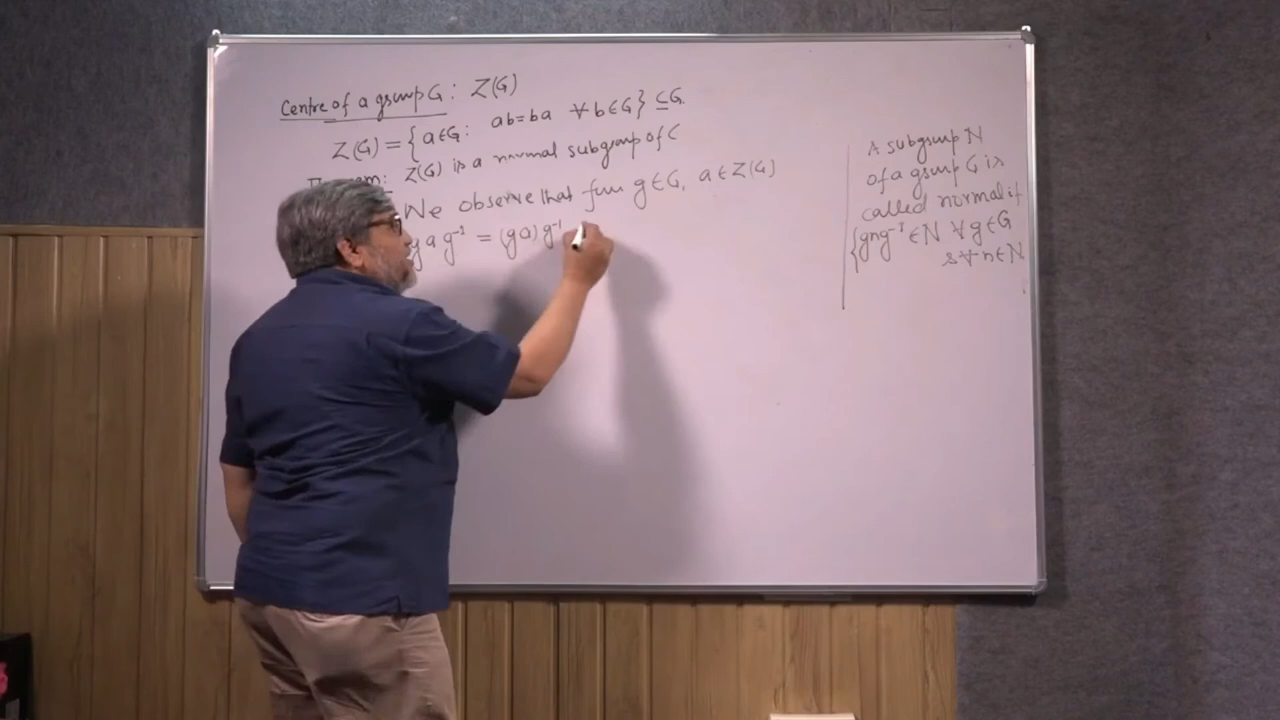 Centre of a group G : Z(G)
Z(G) = { a ∈ G : ab = ba ∀ b ∈ G } ⊆ G.
Z(G) is a normal subgroup of G
We observe that for g ∈ G, a ∈ Z(G)
g a g⁻¹ = (ga) g⁻¹
A subgroup N
of a group G is
called normal if
{ gng⁻¹ ∈ N ∀ g ∈ G
& ∀ n ∈ N